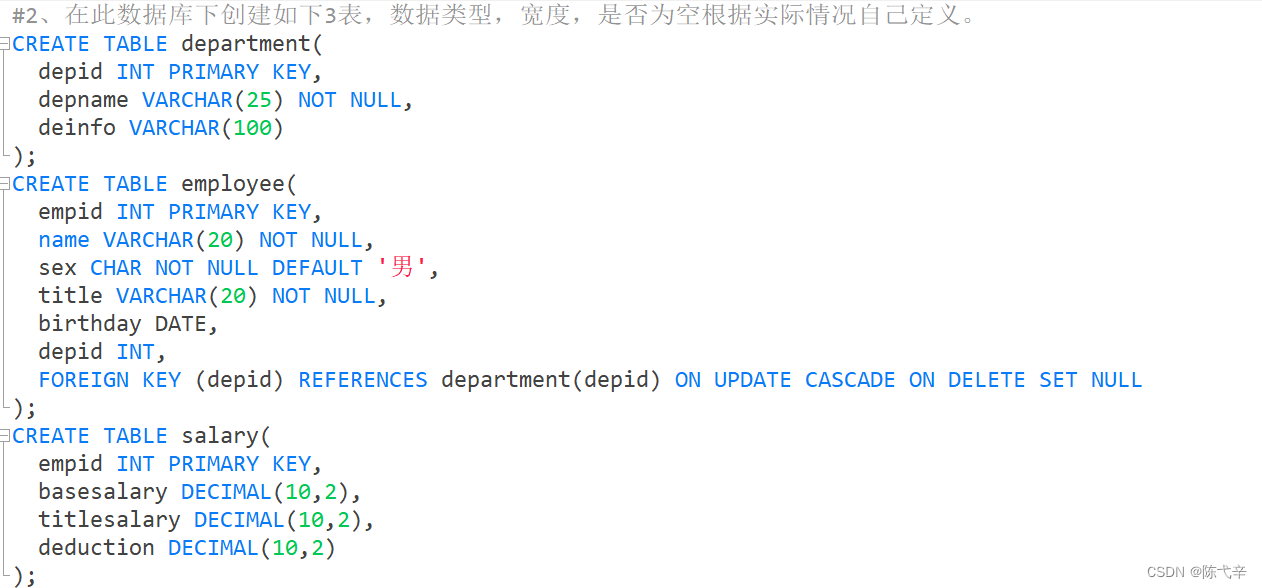 #2、在此数据库下创建如下3表，数据类型，宽度，是否为空根据实际情况自己定义。
CREATE TABLE department(
  depid INT PRIMARY KEY,
  depname VARCHAR(25) NOT NULL,
  deinfo VARCHAR(100)
);
CREATE TABLE employee(
  empid INT PRIMARY KEY,
  name VARCHAR(20) NOT NULL,
  sex CHAR NOT NULL DEFAULT '男',
  title VARCHAR(20) NOT NULL,
  birthday DATE,
  depid INT,
  FOREIGN KEY (depid) REFERENCES department(depid) ON UPDATE CASCADE ON DELETE SET NULL
);
CREATE TABLE salary(
  empid INT PRIMARY KEY,
  basesalary DECIMAL(10,2),
  titlesalary DECIMAL(10,2),
  deduction DECIMAL(10,2)
);
CSDN @陈弋辛